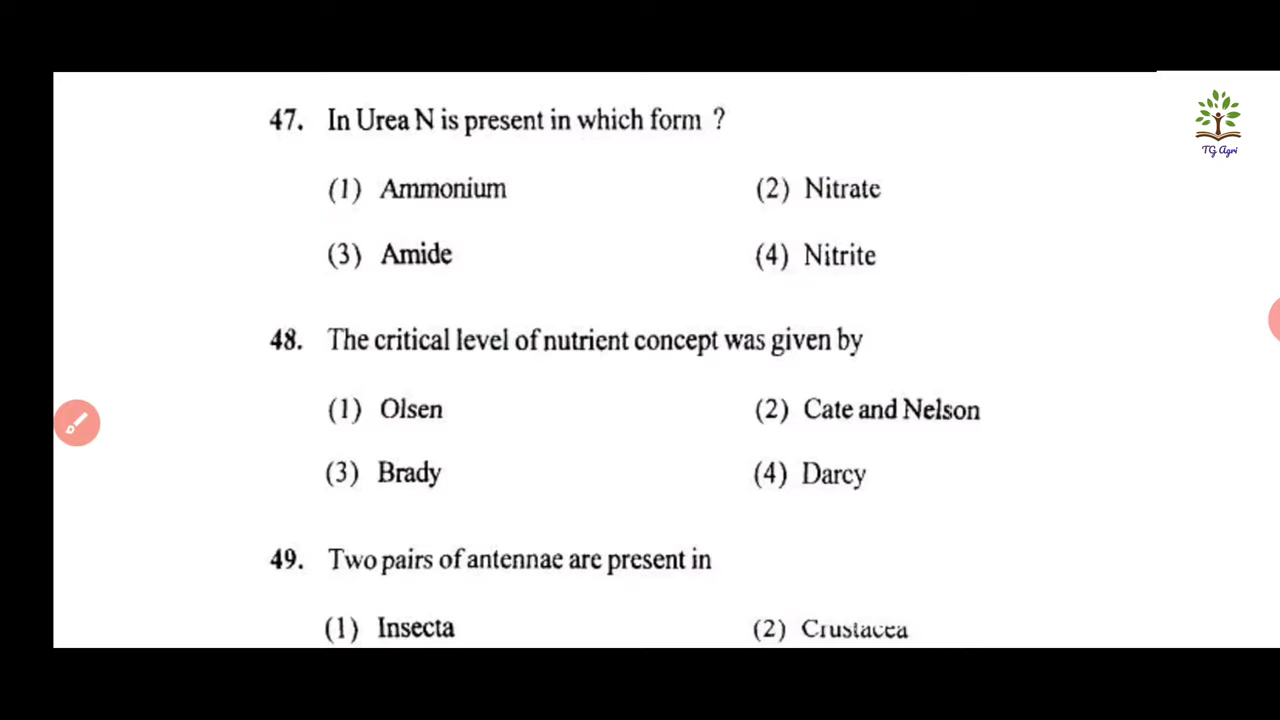 TG Agri
47. In Urea N is present in which form ?
(1) Ammonium (2) Nitrate
(3) Amide (4) Nitrite
48. The critical level of nutrient concept was given by
(1) Olsen (2) Cate and Nelson
(3) Brady (4) Darcy
49. Two pairs of antennae are present in
(1) Insecta (2) Crustacea